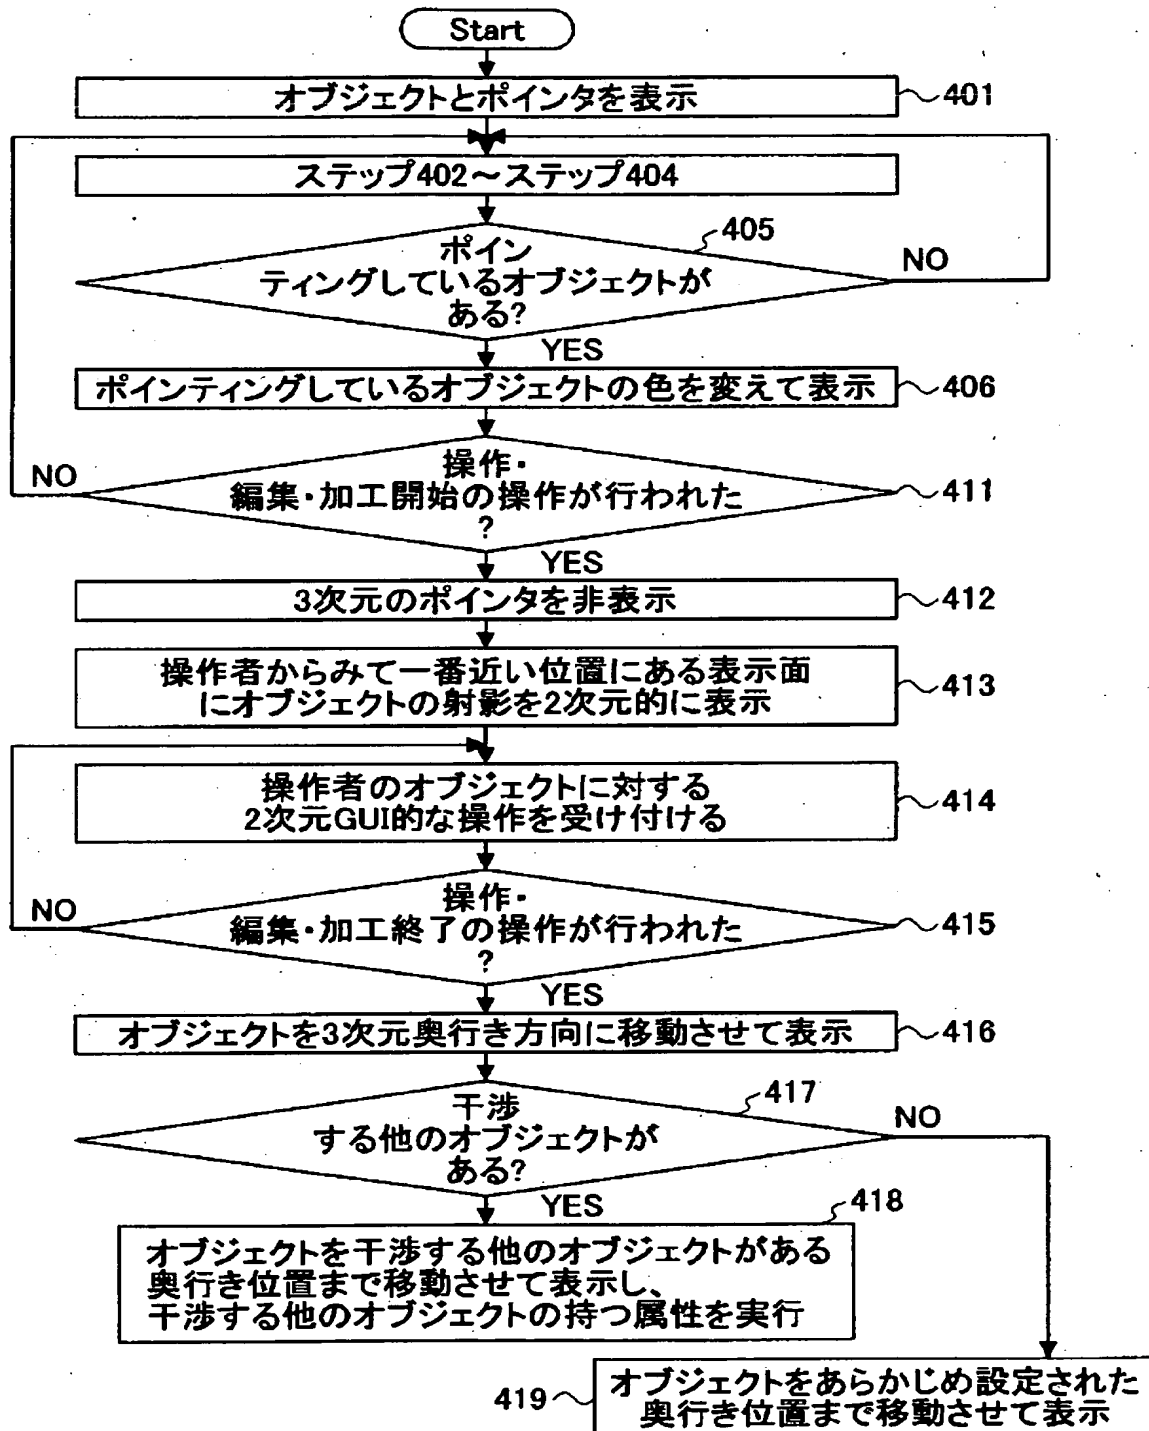 Start
オブジェクトとポインタを表示
401
ステップ402～ステップ404
405
ポイン
ティングしているオブジェクトが
ある?
NO
YES
ポインティングしているオブジェクトの色を変えて表示
406
操作・
編集・加工開始の操作が行われた
?
NO
411
YES
3次元のポインタを非表示
412
操作者からみて一番近い位置にある表示面
にオブジェクトの射影を2次元的に表示
413
操作者のオブジェクトに対する
2次元GUI的な操作を受け付ける
414
操作・
編集・加工終了の操作が行われた
?
NO
415
YES
オブジェクトを3次元奥行き方向に移動させて表示
416
417
干渉
する他のオブジェクトが
ある?
NO
YES
418
オブジェクトを干渉する他のオブジェクトがある
奥行き位置まで移動させて表示し、
干渉する他のオブジェクトの持つ属性を実行
419
オブジェクトをあらかじめ設定された
奥行き位置まで移動させて表示